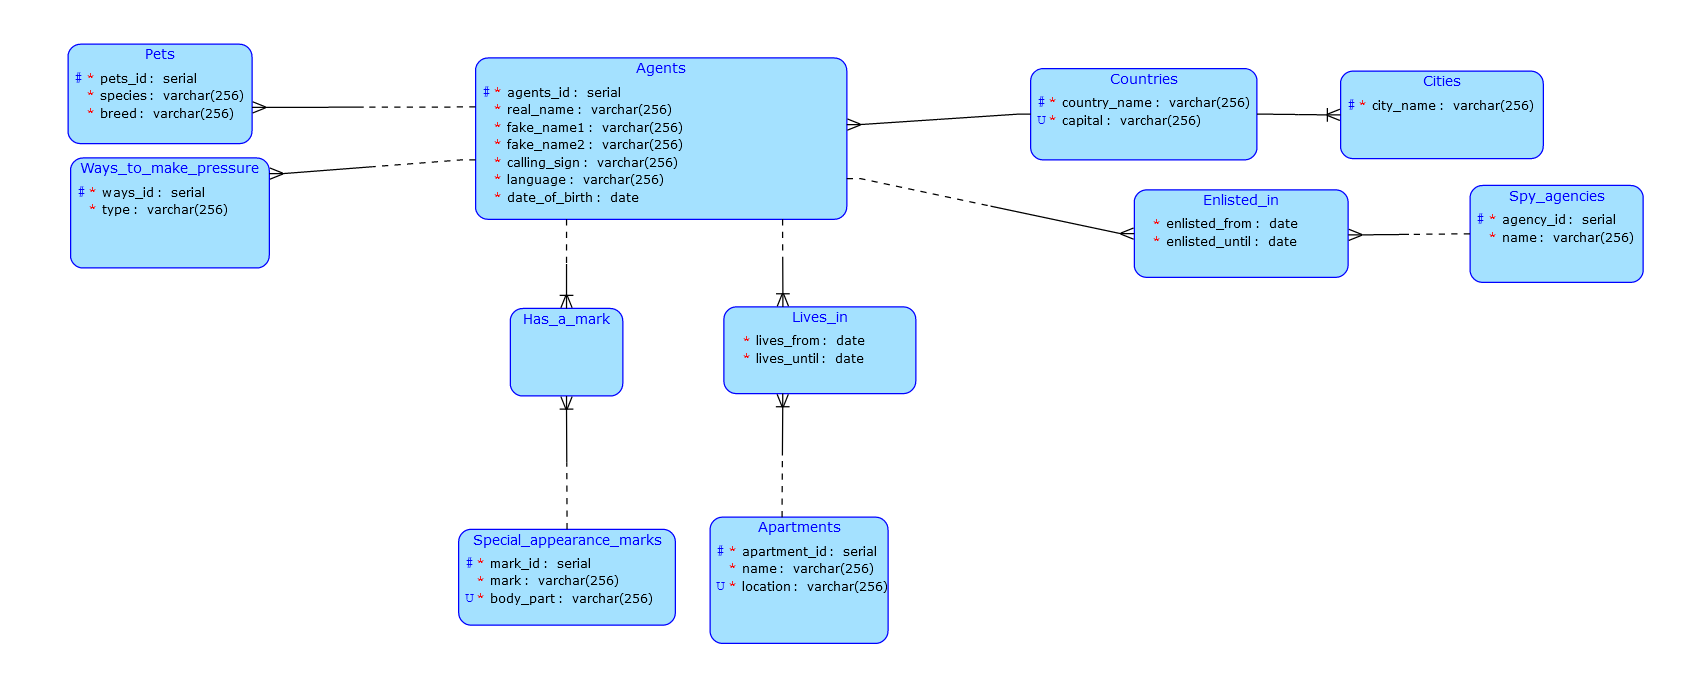 Pets
# * pets_id : serial
* species : varchar(256)
* breed : varchar(256)
Ways_to_make_pressure
# * ways_id : serial
* type : varchar(256)
Agents
# * agents_id : serial
* real_name : varchar(256)
* fake_name1 : varchar(256)
* fake_name2 : varchar(256)
* calling_sign : varchar(256)
* language : varchar(256)
* date_of_birth : date
Countries
# * country_name : varchar(256)
U * capital : varchar(256)
Cities
# * city_name : varchar(256)
Enlisted_in
* enlisted_from : date
* enlisted_until : date
Spy_agencies
# * agency_id : serial
* name : varchar(256)
Has_a_mark
Lives_in
* lives_from : date
* lives_until : date
Special_appearance_marks
# * mark_id : serial
* mark : varchar(256)
U * body_part : varchar(256)
Apartments
# * apartment_id : serial
* name : varchar(256)
U * location : varchar(256)